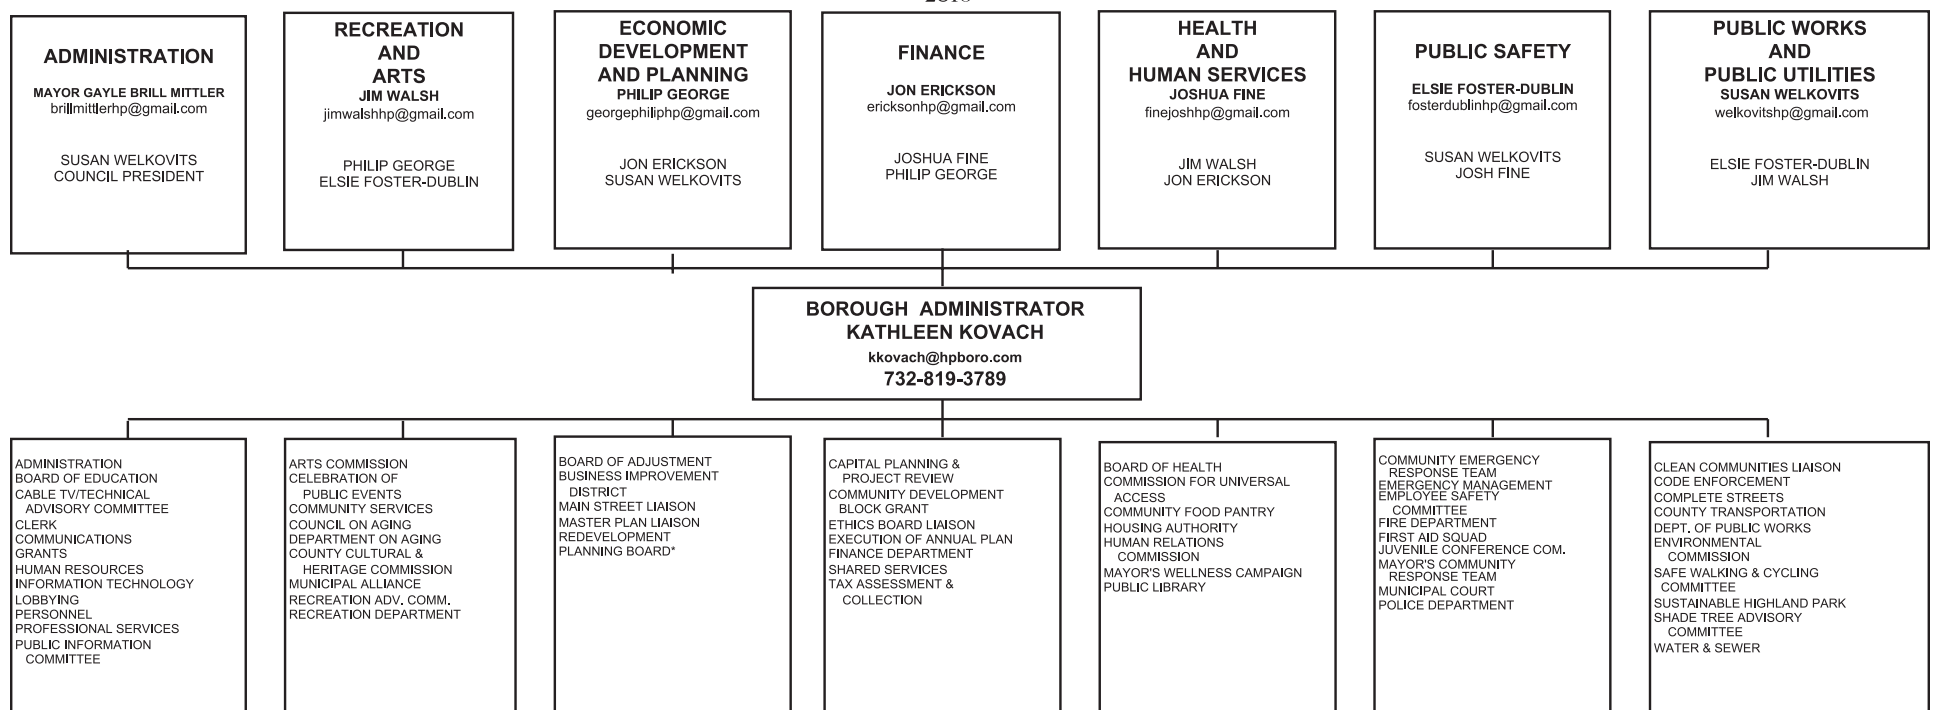 ADMINISTRATION
MAYOR GAYLE BRILL MITTLER
brillmittlerhp@gmail.com
SUSAN WELKOVITS
COUNCIL PRESIDENT
RECREATION
AND
ARTS
JIM WALSH
jimwalshhp@gmail.com
PHILIP GEORGE
ELSIE FOSTER-DUBLIN
ECONOMIC
DEVELOPMENT
AND PLANNING
PHILIP GEORGE
georgephiliphp@gmail.com
JON ERICKSON
SUSAN WELKOVITS
FINANCE
JON ERICKSON
ericksonhp@gmail.com
JOSHUA FINE
PHILIP GEORGE
HEALTH
AND
HUMAN SERVICES
JOSHUA FINE
finejoshhp@gmail.com
JIM WALSH
JON ERICKSON
PUBLIC SAFETY
ELSIE FOSTER-DUBLIN
fosterdublinhp@gmail.com
SUSAN WELKOVITS
JOSH FINE
PUBLIC WORKS
AND
PUBLIC UTILITIES
SUSAN WELKOVITS
welkovitshp@gmail.com
ELSIE FOSTER-DUBLIN
JIM WALSH
BOROUGH ADMINISTRATOR
KATHLEEN KOVACH
kkovach@hpboro.com
732-819-3789
ADMINISTRATION
BOARD OF EDUCATION
CABLE TV/TECHNICAL
ADVISORY COMMITTEE
CLERK
COMMUNICATIONS
GRANTS
HUMAN RESOURCES
INFORMATION TECHNOLOGY
LOBBYING
PERSONNEL
PROFESSIONAL SERVICES
PUBLIC INFORMATION
COMMITTEE
ARTS COMMISSION
CELEBRATION OF
PUBLIC EVENTS
COMMUNITY SERVICES
COUNCIL ON AGING
DEPARTMENT ON AGING
COUNTY CULTURAL &
HERITAGE COMMISSION
MUNICIPAL ALLIANCE
RECREATION ADV. COMM.
RECREATION DEPARTMENT
BOARD OF ADJUSTMENT
BUSINESS IMPROVEMENT
DISTRICT
MAIN STREET LIAISON
MASTER PLAN LIAISON
REDEVELOPMENT
PLANNING BOARD*
CAPITAL PLANNING &
PROJECT REVIEW
COMMUNITY DEVELOPMENT
BLOCK GRANT
ETHICS BOARD LIAISON
EXECUTION OF ANNUAL PLAN
FINANCE DEPARTMENT
SHARED SERVICES
TAX ASSESSMENT &
COLLECTION
BOARD OF HEALTH
COMMISSION FOR UNIVERSAL
ACCESS
COMMUNITY FOOD PANTRY
HOUSING AUTHORITY
HUMAN RELATIONS
COMMISSION
MAYOR'S WELLNESS CAMPAIGN
PUBLIC LIBRARY
COMMUNITY EMERGENCY
RESPONSE TEAM
EMERGENCY MANAGEMENT
EMPLOYEE SAFETY
COMMITTEE
FIRE DEPARTMENT
FIRST AID SQUAD
JUVENILE CONFERENCE COM.
MAYOR'S COMMUNITY
RESPONSE TEAM
MUNICIPAL COURT
POLICE DEPARTMENT
CLEAN COMMUNITIES LIAISON
CODE ENFORCEMENT
COMPLETE STREETS
COUNTY TRANSPORTATION
DEPT. OF PUBLIC WORKS
ENVIRONMENTAL
COMMISSION
SAFE WALKING & CYCLING
COMMITTEE
SUSTAINABLE HIGHLAND PARK
SHADE TREE ADVISORY
COMMITTEE
WATER & SEWER